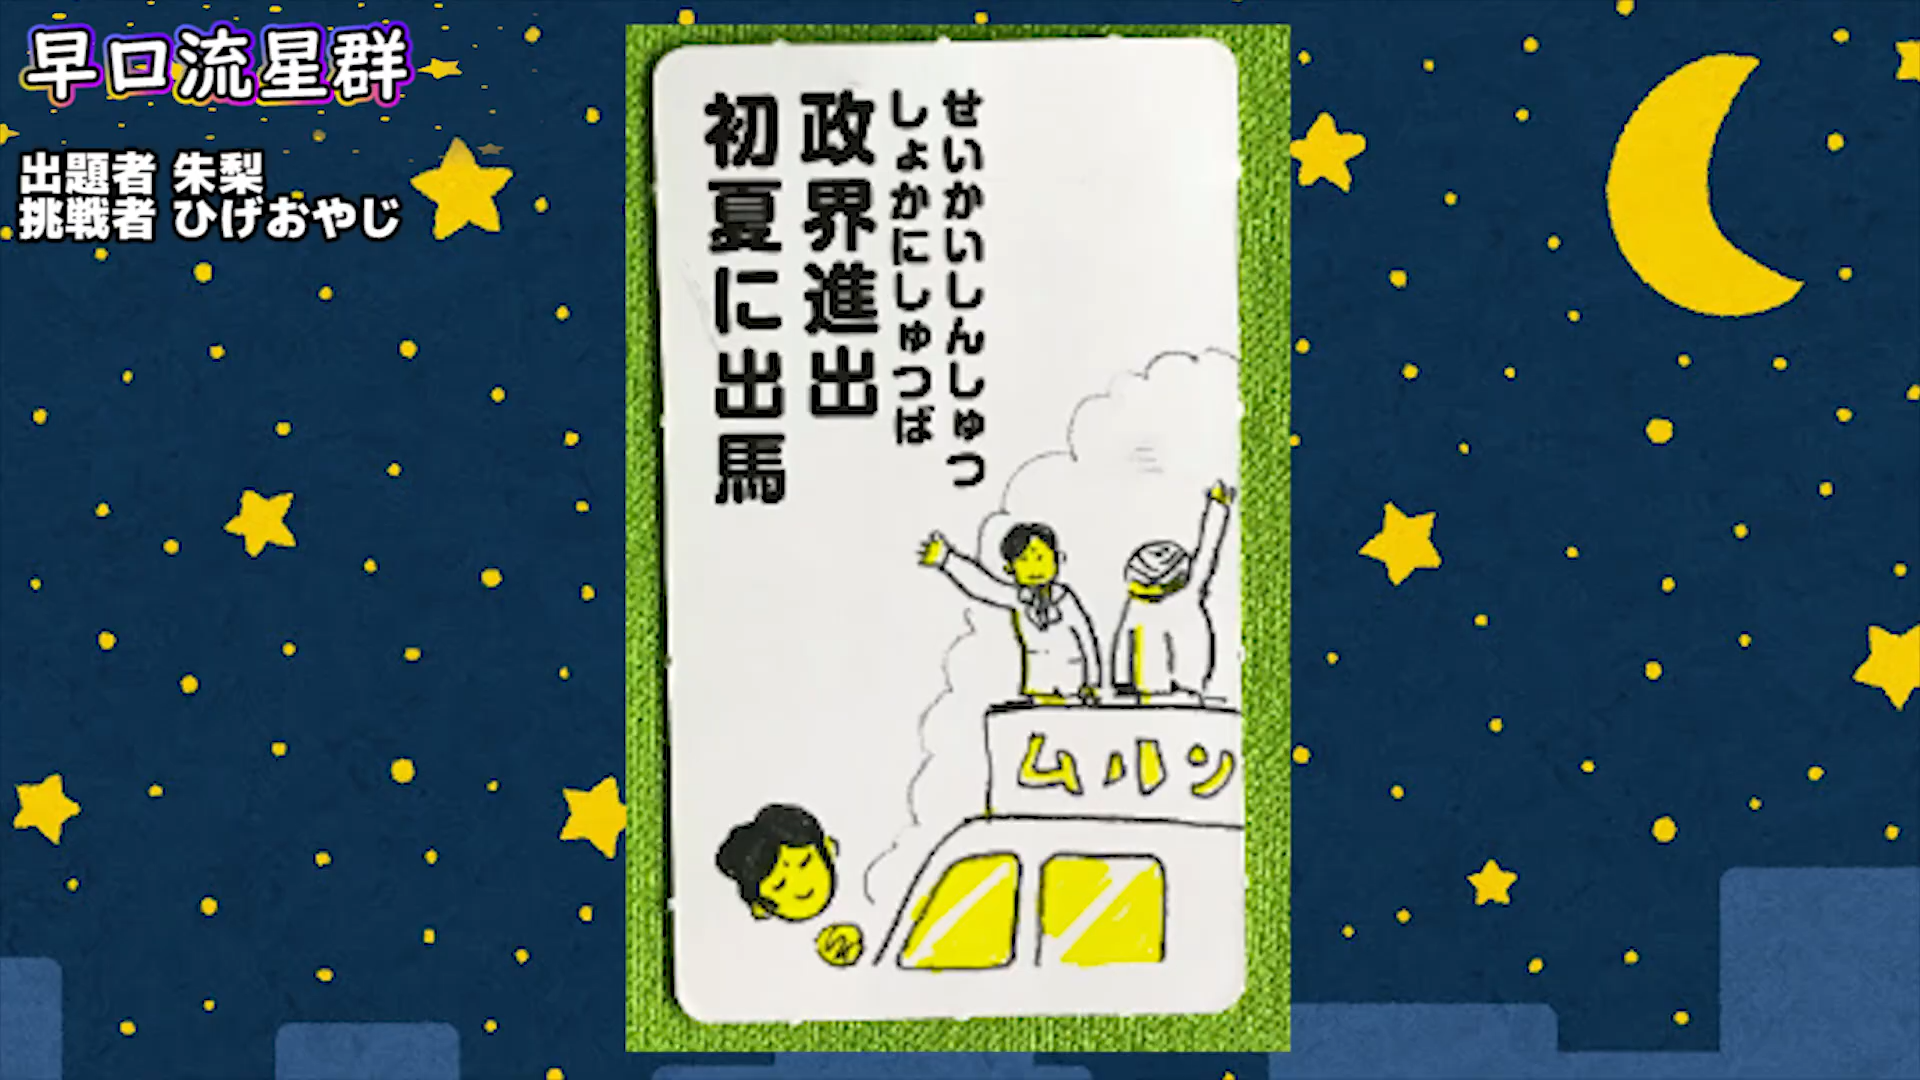 早口流星群
出題者 朱梨
挑戦者 ひげおやじ
せいかいしんしゅつ
しょかにしゅつば
政界進出
初夏に出馬
ムハン